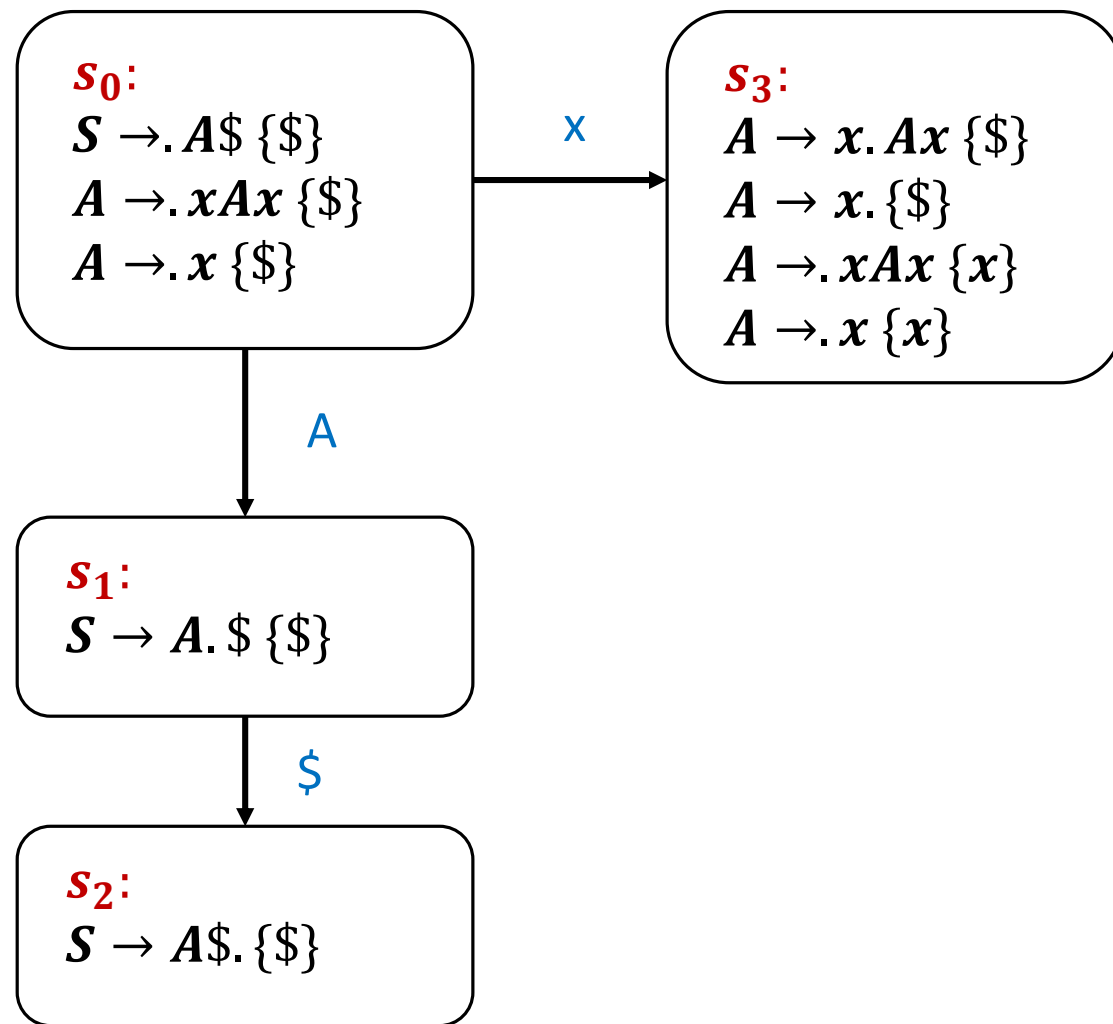 s₀:
S →. A$ {$}
A →. xAx {$}
A →. x {$}
x
s₃:
A → x. Ax {$}
A → x. {$}
A →. xAx {x}
A →. x {x}
A
s₁:
S → A. $ {$}
$
s₂:
S → A$. {$}